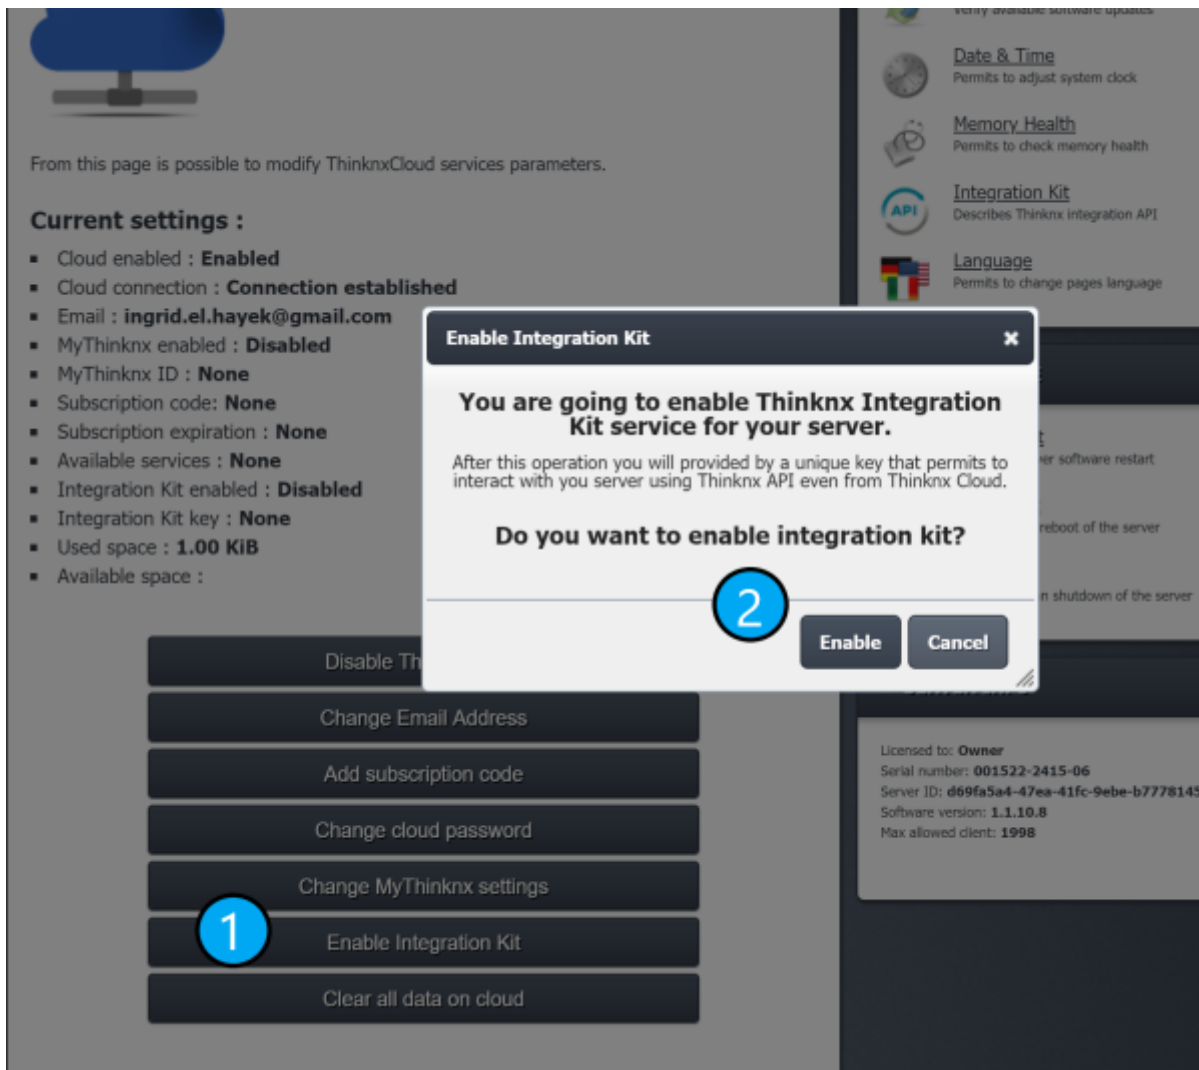 From this page is possible to modify ThinknxCloud services parameters.
Current settings :
Cloud enabled : Enabled
Cloud connection : Connection established
Email : ingrid.el.hayek@gmail.com
MyThinknx enabled : Disabled
MyThinknx ID : None
Subscription code: None
Subscription expiration : None
Available services : None
Integration Kit enabled : Disabled
Integration Kit key : None
Used space : 1.00 KiB
Available space :
Disable Th
Change Email Address
Add subscription code
Change cloud password
Change MyThinknx settings
1
Enable Integration Kit
Clear all data on cloud
Enable Integration Kit
You are going to enable Thinknx Integration
Kit service for your server.
After this operation you will provided by a unique key that permits to
interact with you server using Thinknx API even from Thinknx Cloud.
Do you want to enable integration kit?
2
Enable
Cancel
Verify available software updates
Date & Time
Permits to adjust system clock
Memory Health
Permits to check memory health
API
Integration Kit
Describes Thinknx integration API
Language
Permits to change pages language
er software restart
reboot of the server
n shutdown of the server
Licensed to: Owner
Serial number: 001522-2415-06
Server ID: d69fa5a4-47ea-41fc-9ebe-b7778145
Software version: 1.1.10.8
Max allowed client: 1998